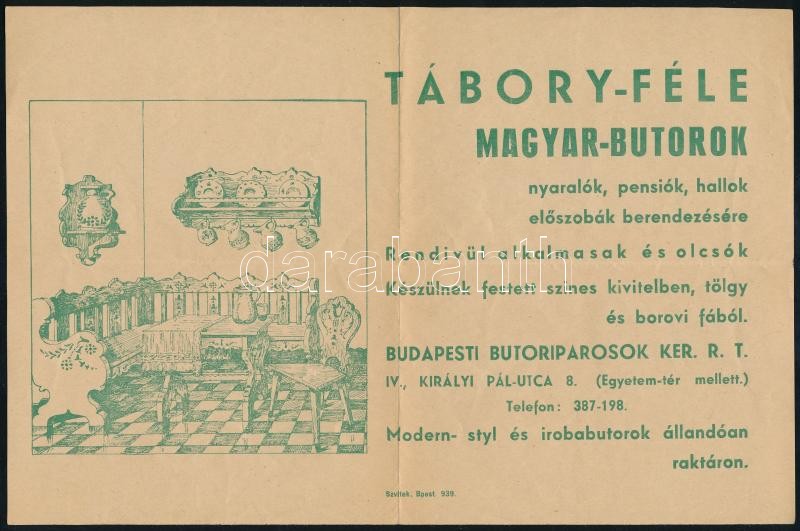 TÁBORY-FÉLE
MAGYAR-BUTOROK
nyaralók, pensiók, hallok
előszobák berendezésére
Rendivül alkalmasak és olcsók
Készülnek festett szines kivitelben, tölgy
és borovi fából.
BUDAPESTI BUTORIPAROSOK KER. R. T.
IV., KIRÁLYI PÁL-UTCA 8. (Egyetem-tér mellett.)
Telefon: 387-198.
Modern- styl és irobabutorok állandóan
raktáron.
Szvitek, Bpest 939.
darabanth